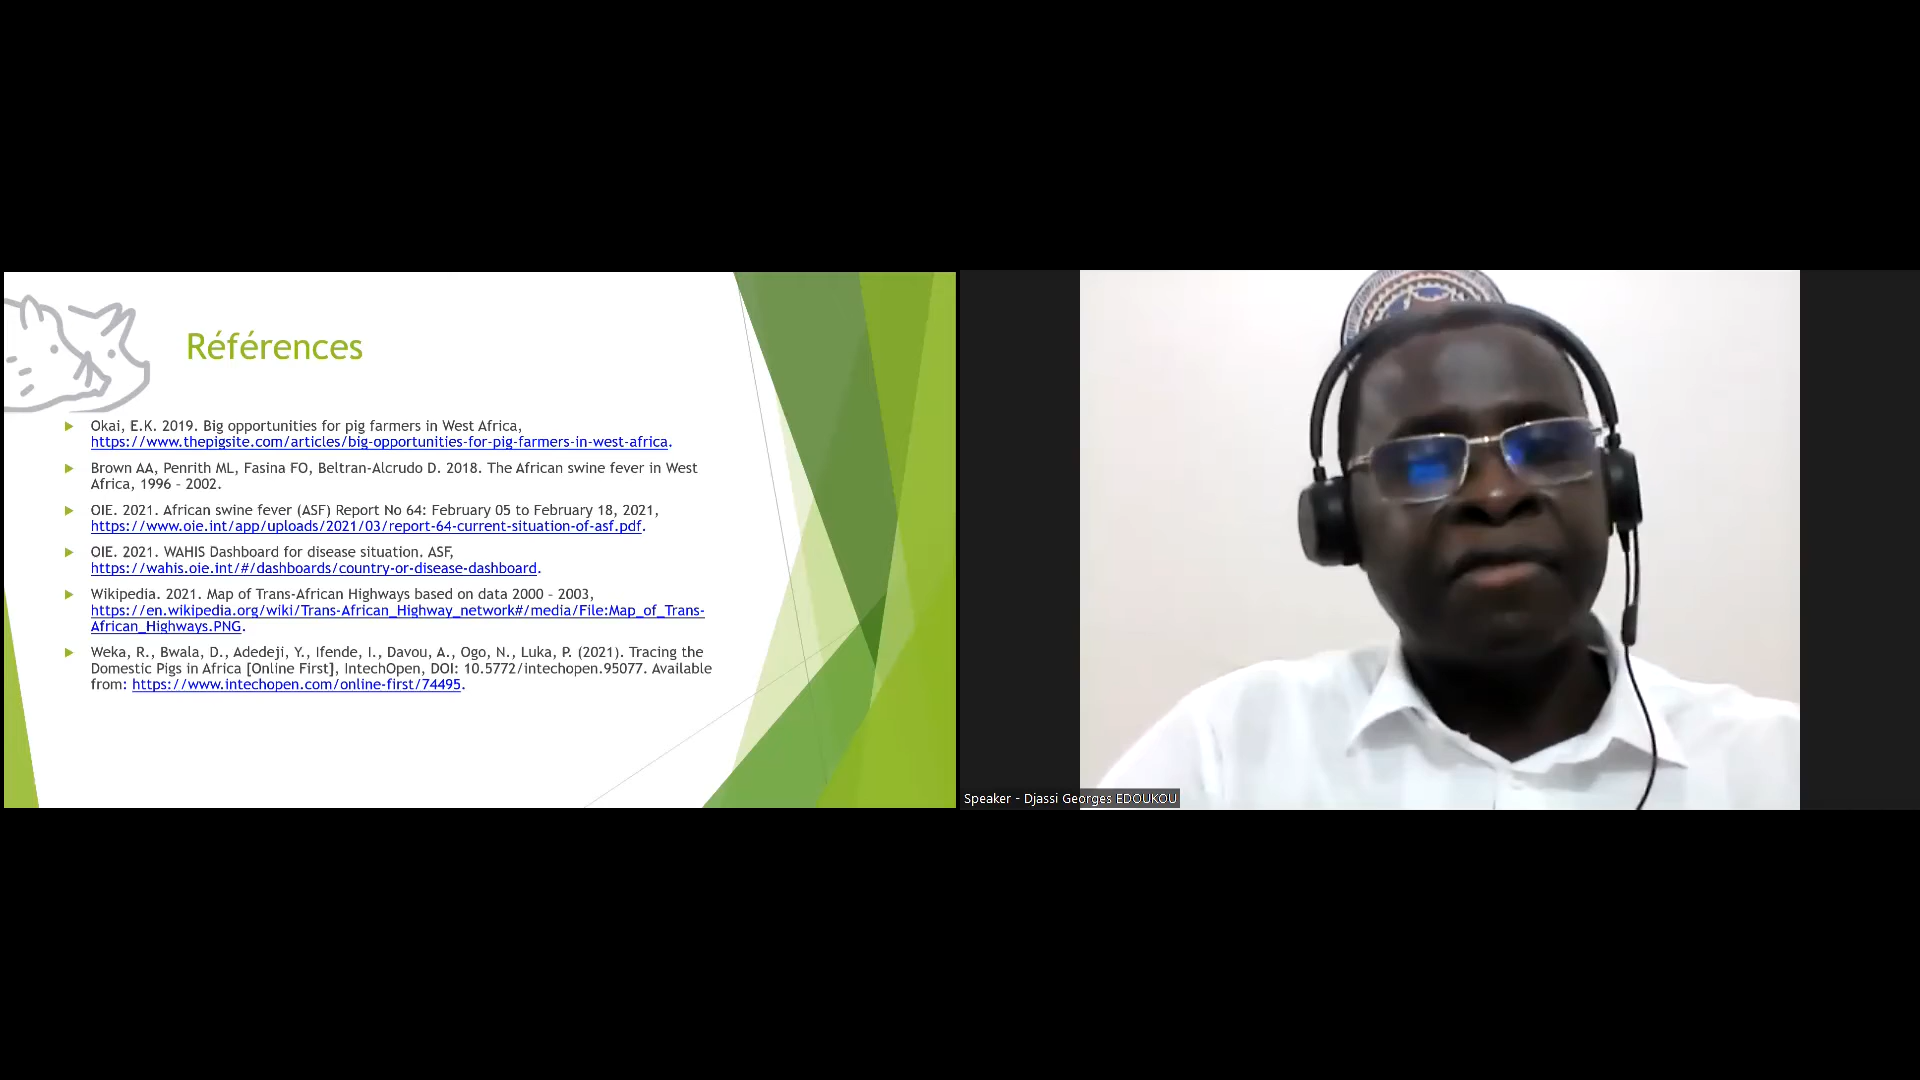 Références
Okai, E.K. 2019. Big opportunities for pig farmers in West Africa,
https://www.thepigsite.com/articles/big-opportunities-for-pig-farmers-in-west-africa.
Brown AA, Penrith ML, Fasina FO, Beltran-Alcrudo D. 2018. The African swine fever in West
Africa, 1996 – 2002.
OIE. 2021. African swine fever (ASF) Report No 64: February 05 to February 18, 2021,
https://www.oie.int/app/uploads/2021/03/report-64-current-situation-of-asf.pdf.
OIE. 2021. WAHIS Dashboard for disease situation. ASF,
https://wahis.oie.int/#/dashboards/country-or-disease-dashboard.
Wikipedia. 2021. Map of Trans-African Highways based on data 2000 – 2003,
https://en.wikipedia.org/wiki/Trans-African_Highway_network#/media/File:Map_of_Trans-
African_Highways.PNG.
Weka, R., Bwala, D., Adedeji, Y., Ifende, I., Davou, A., Ogo, N., Luka, P. (2021). Tracing the
Domestic Pigs in Africa [Online First], IntechOpen, DOI: 10.5772/intechopen.95077. Available
from: https://www.intechopen.com/online-first/74495.
Speaker - Djassi Georges EDOUKOU